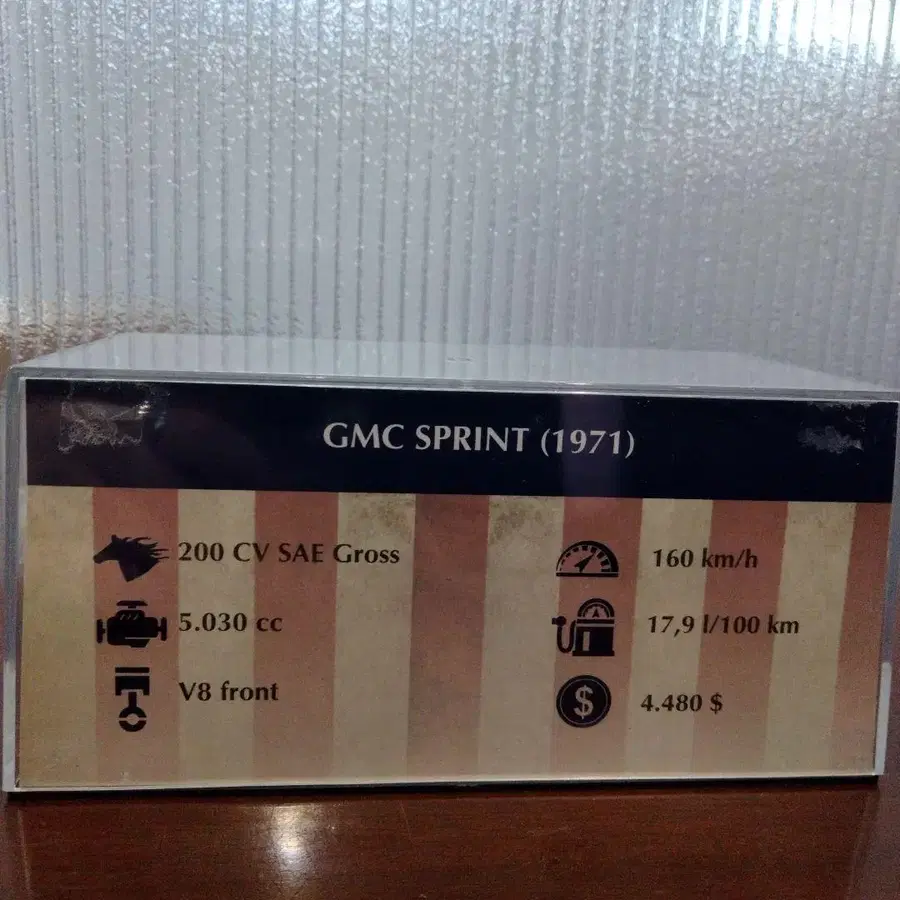 GMC SPRINT (1971)
200 CV SAE Gross
5.030 cc
V8 front
160 km/h
17,9 l/100 km
$
4.480 $